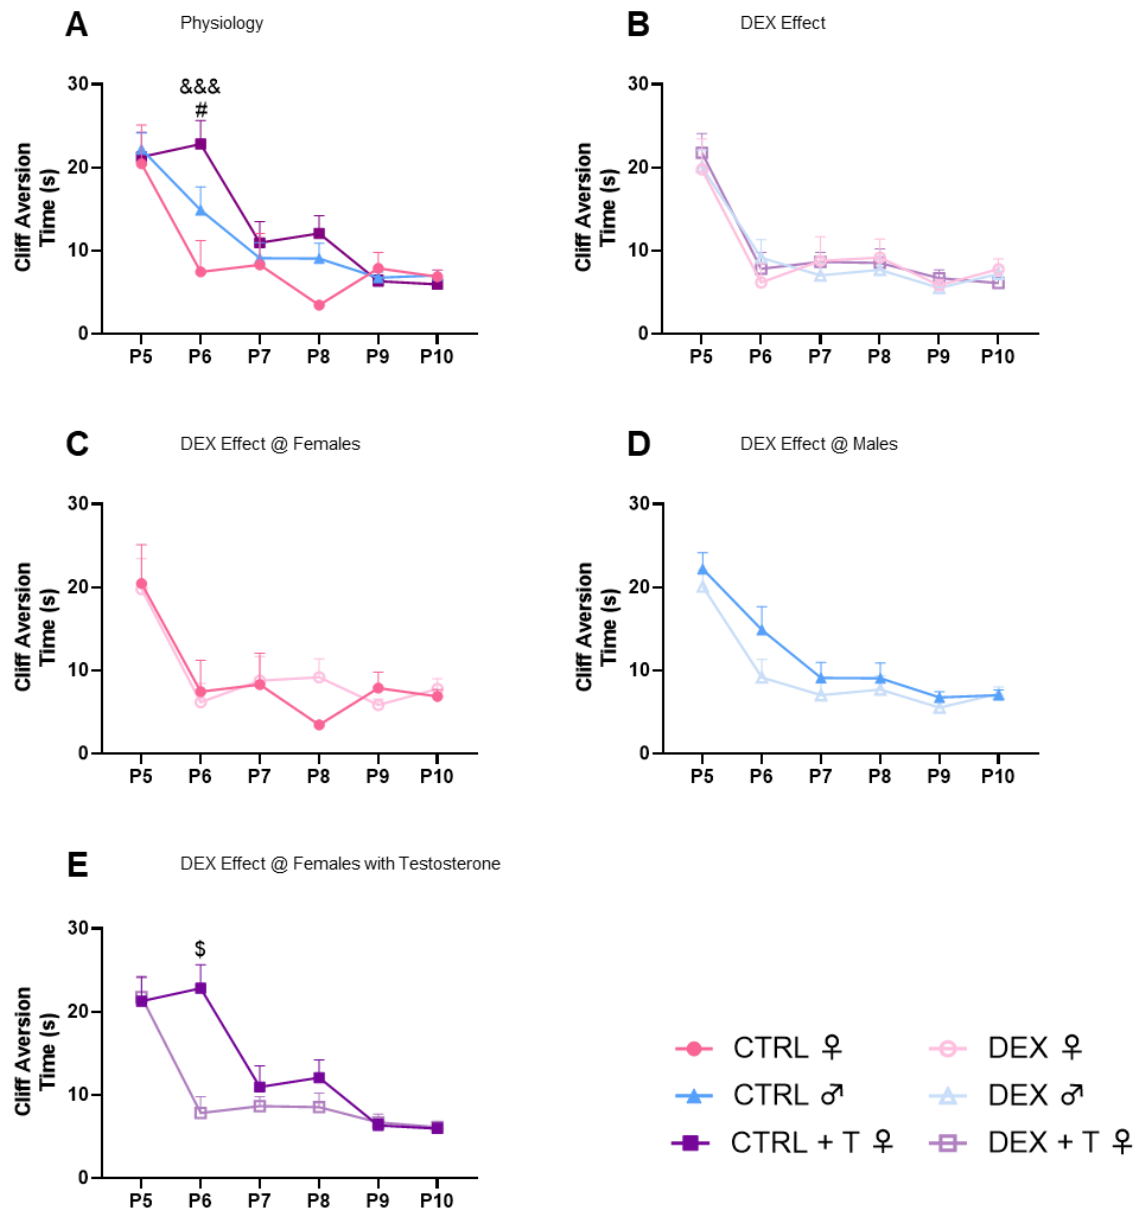 A Physiology
&&&
#
30
20
10
0
Cliff Aversion
Time (s)
P5 P6 P7 P8 P9 P10
B DEX Effect
30
20
10
0
Cliff Aversion
Time (s)
P5 P6 P7 P8 P9 P10
C DEX Effect @ Females
30
20
10
0
Cliff Aversion
Time (s)
P5 P6 P7 P8 P9 P10
D DEX Effect @ Males
30
20
10
0
Cliff Aversion
Time (s)
P5 P6 P7 P8 P9 P10
E DEX Effect @ Females with Testosterone
$
30
20
10
0
Cliff Aversion
Time (s)
P5 P6 P7 P8 P9 P10
CTRL ♀ DEX ♀
CTRL ♂ DEX ♂
CTRL + T ♀ DEX + T ♀